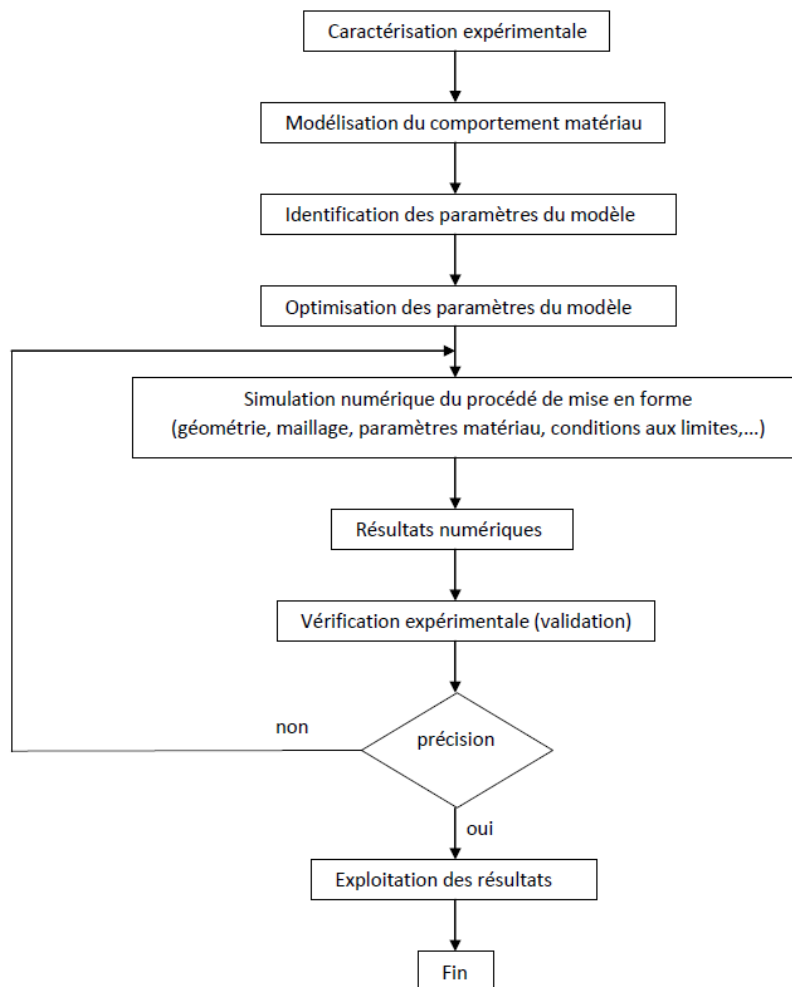 Caractérisation expérimentale
Modélisation du comportement matériau
Identification des paramètres du modèle
Optimisation des paramètres du modèle
Simulation numérique du procédé de mise en forme
(géométrie, maillage, paramètres matériau, conditions aux limites,...)
Résultats numériques
Vérification expérimentale (validation)
non
précision
oui
Exploitation des résultats
Fin